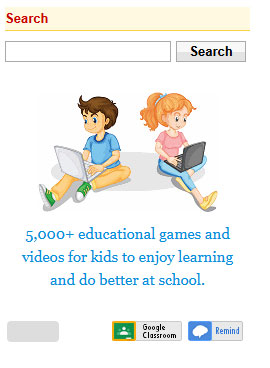 Search
Search
5,000+ educational games and
videos for kids to enjoy learning
and do better at school.
Google
Classroom
Remind